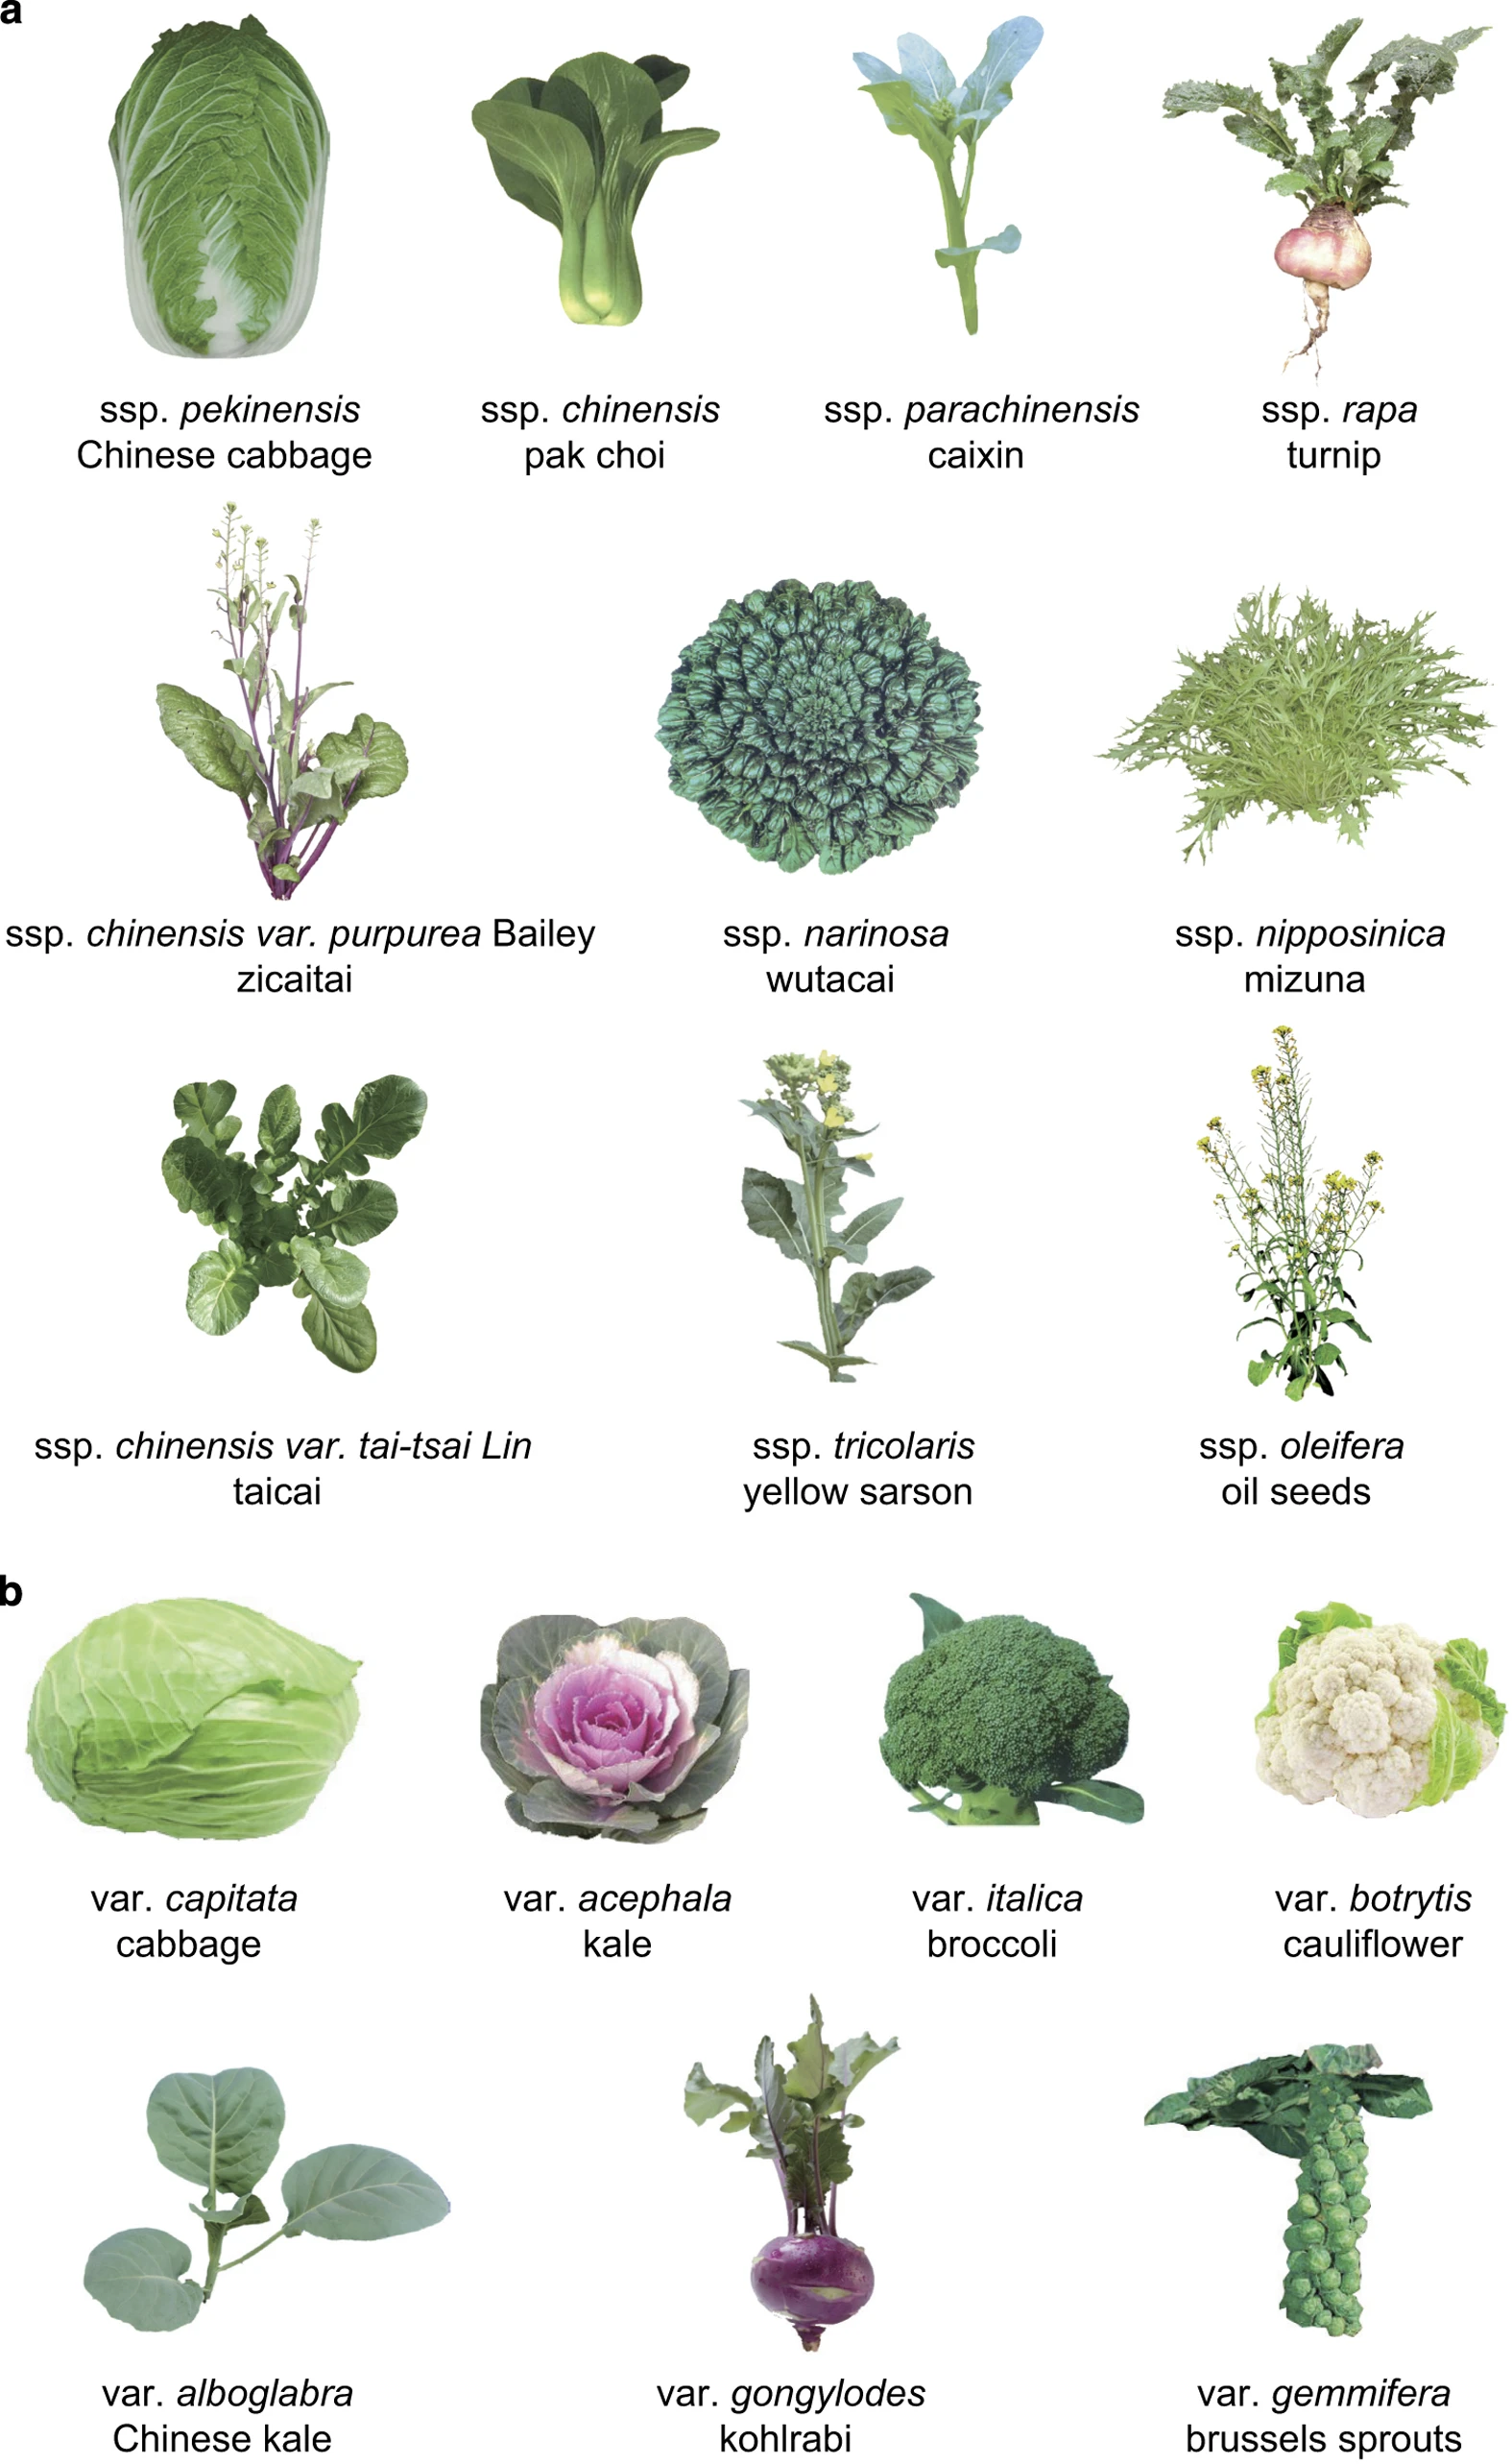 a
ssp. pekinensis
Chinese cabbage
ssp. chinensis
pak choi
ssp. parachinensis
caixin
ssp. rapa
turnip
ssp. chinensis var. purpurea Bailey
zicaitai
ssp. narinosa
wutacai
ssp. nipposinica
mizuna
ssp. chinensis var. tai-tsai Lin
taicai
ssp. tricolaris
yellow sarson
ssp. oleifera
oil seeds
b
var. capitata
cabbage
var. acephala
kale
var. italica
broccoli
var. botrytis
cauliflower
var. alboglabra
Chinese kale
var. gongylodes
kohlrabi
var. gemmifera
brussels sprouts